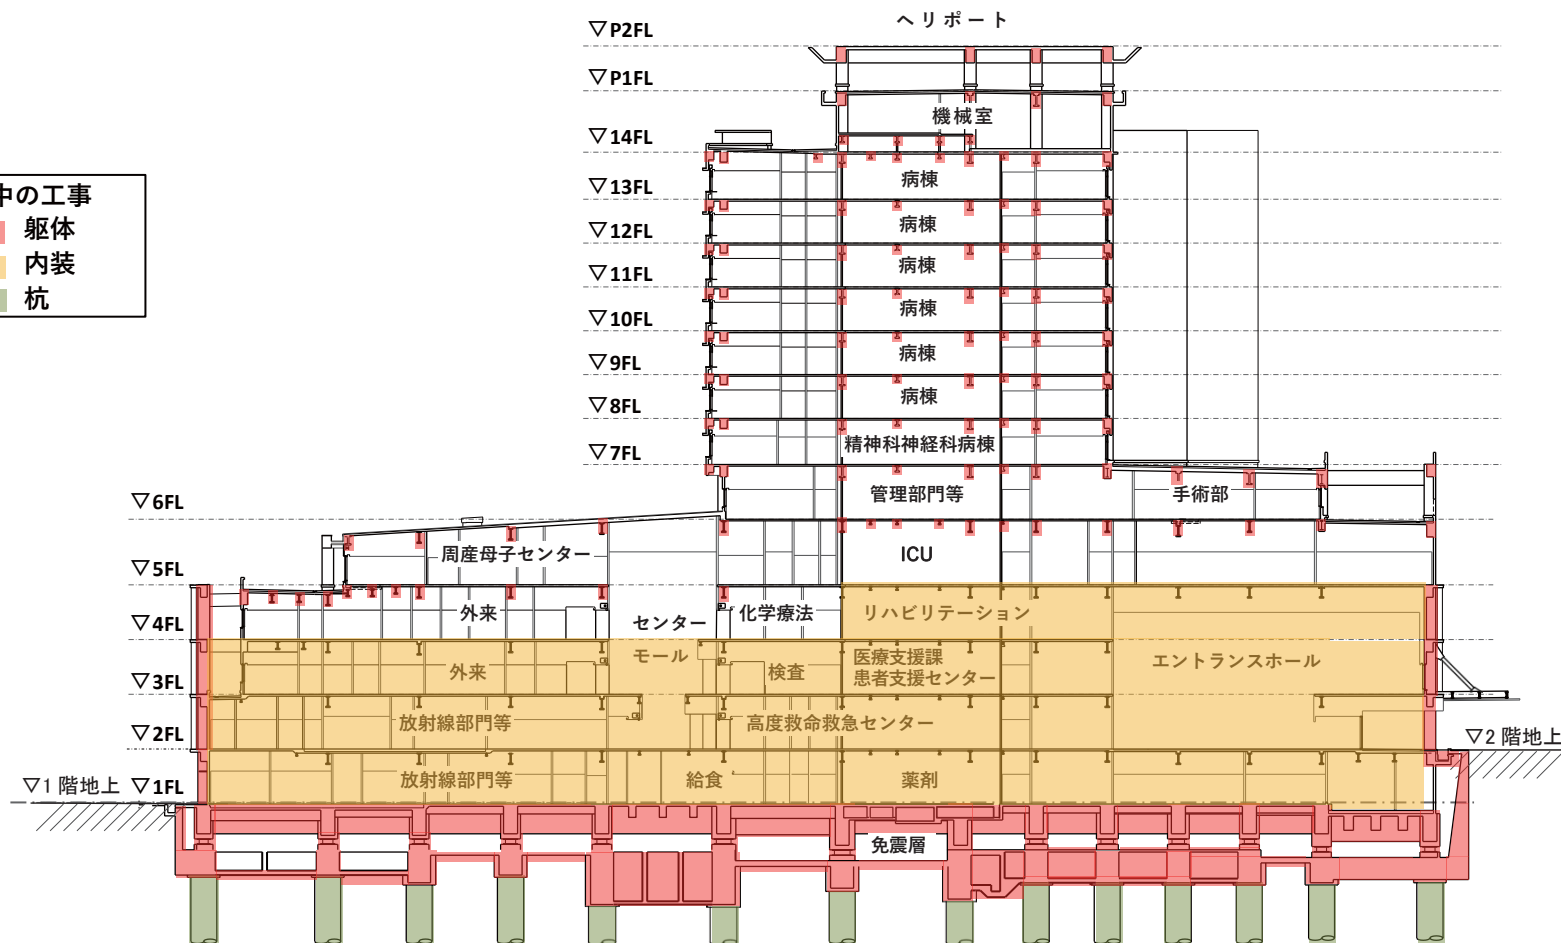 ヘリポート
▽P2FL
▽P1FL
機械室
▽14FL
病棟
▽13FL
中の工事
躯体
内装
杭
病棟
▽12FL
病棟
▽11FL
病棟
▽10FL
病棟
▽9FL
病棟
▽8FL
精神科神経科病棟
▽7FL
管理部門等
手術部
▽6FL
周産母子センター
ICU
▽5FL
外来
センター
モール
化学療法
リハビリテーション
▽4FL
外来
検査
医療支援課
患者支援センター
エントランスホール
▽3FL
放射線部門等
高度救命救急センター
▽2FL
▽2階地上
放射線部門等
給食
薬剤
▽1階地上
▽1FL
免震層